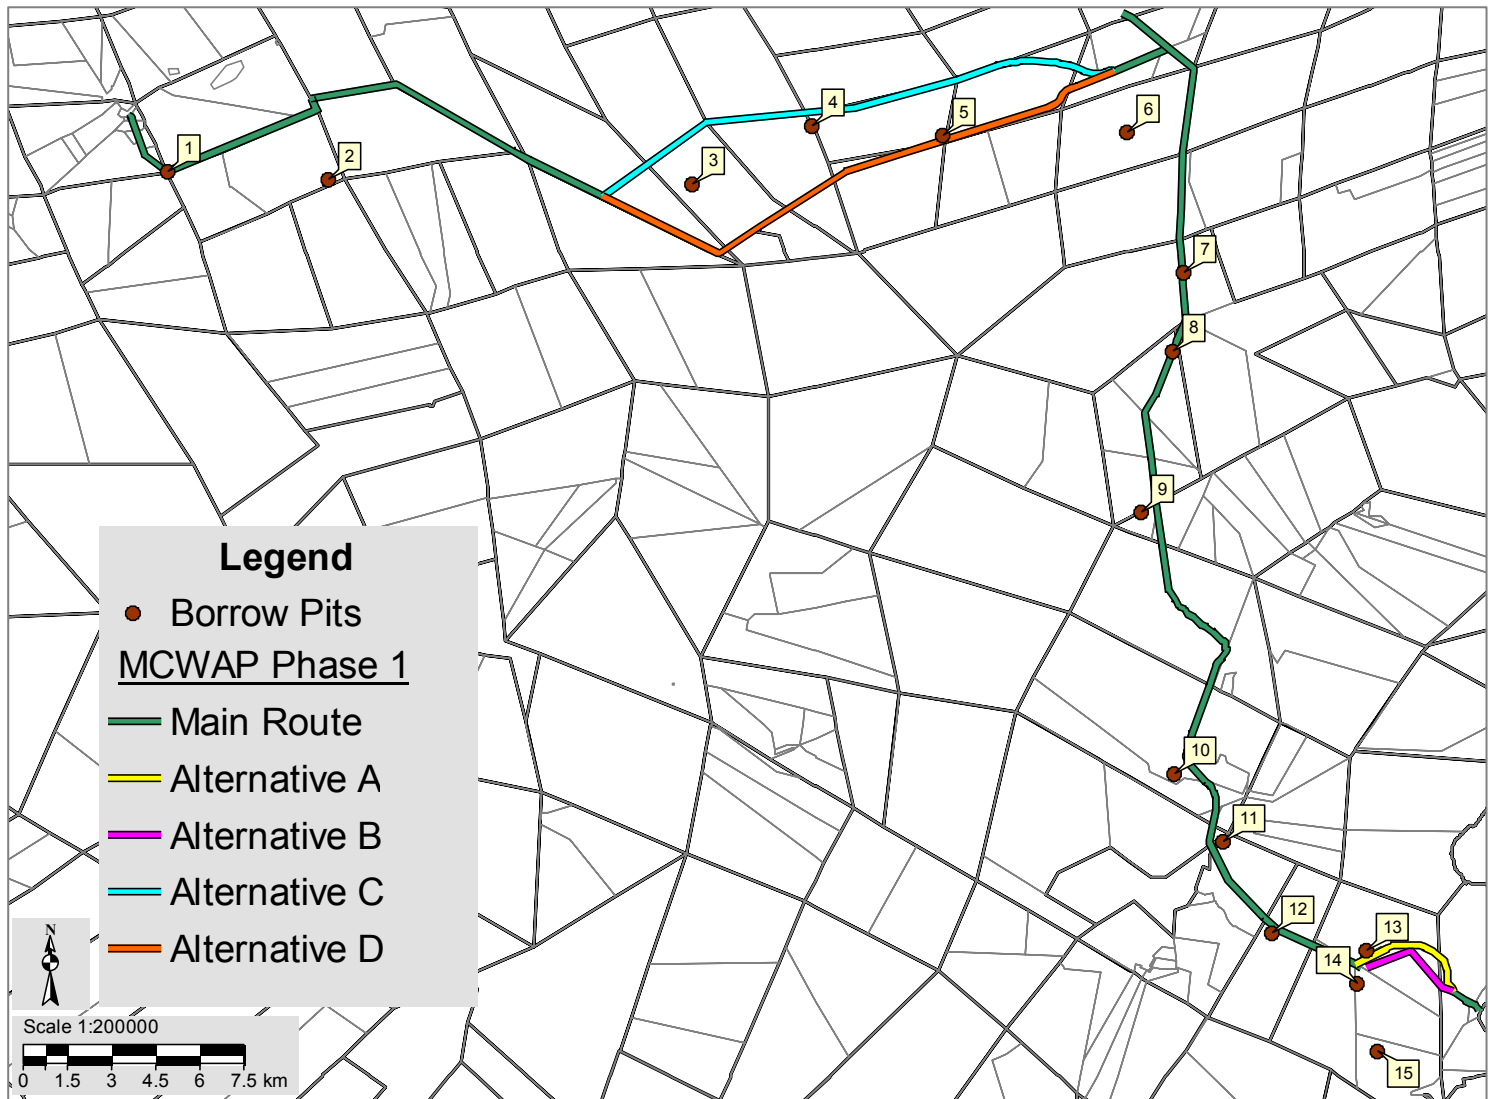 1
2
3
4
5
6
7
8
9
10
11
12
13
14
15
Legend
Borrow Pits
MCWAP Phase 1
Main Route
Alternative A
Alternative B
Alternative C
Alternative D
N
Scale 1:200000
0 1.5 3 4.5 6 7.5 km